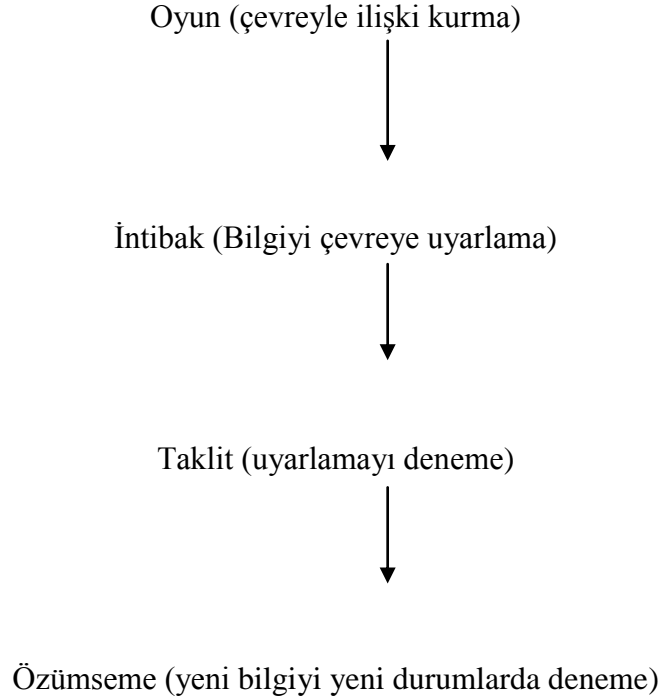 Oyun (çevreyle ilişki kurma)
İntibak (Bilgiyi çevreye uyarlama)
Taklit (uyarlamayı deneme)
Özümseme (yeni bilgiyi yeni durumlarda deneme)